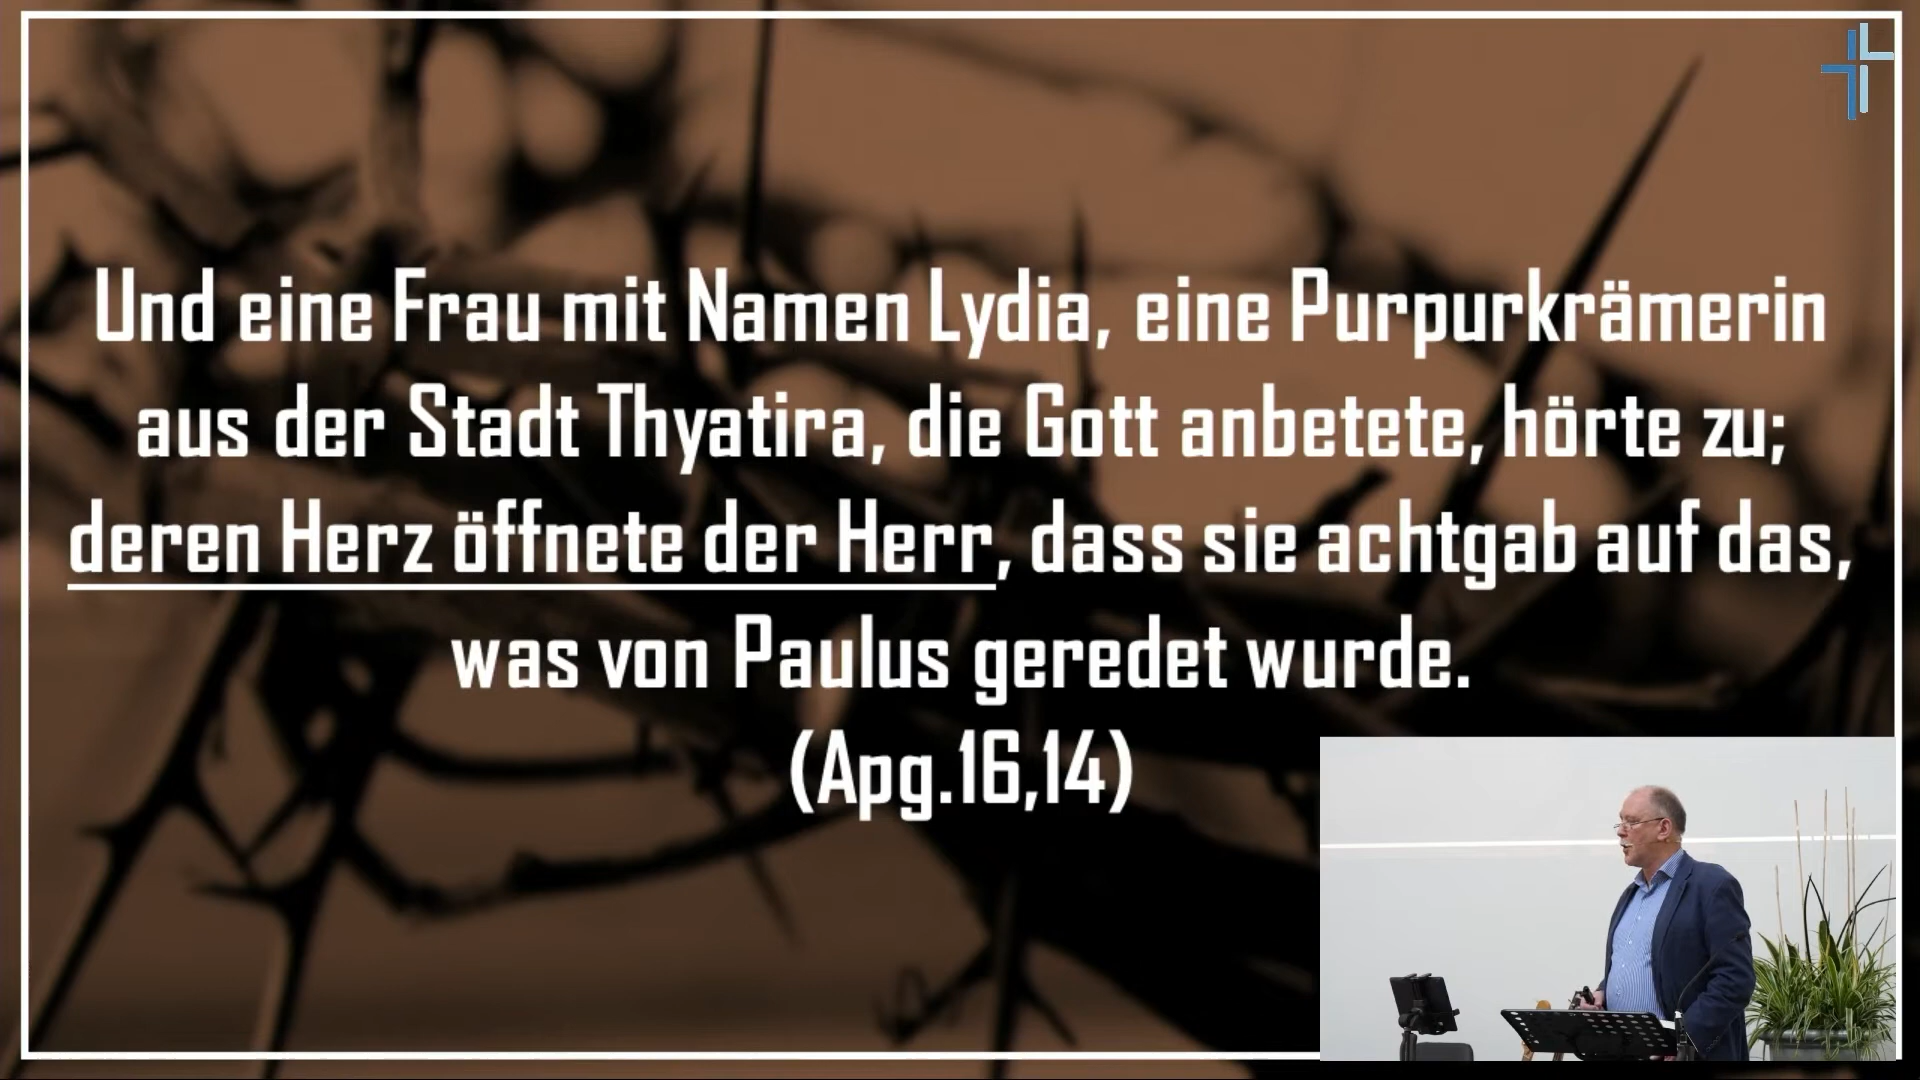 Und eine Frau mit Namen Lydia, eine Purpurkrämerin
aus der Stadt Thyatira, die Gott anbetete, hörte zu;
deren Herz öffnete der Herr, dass sie achtgab auf das,
was von Paulus geredet wurde.
(Apg.16,14)